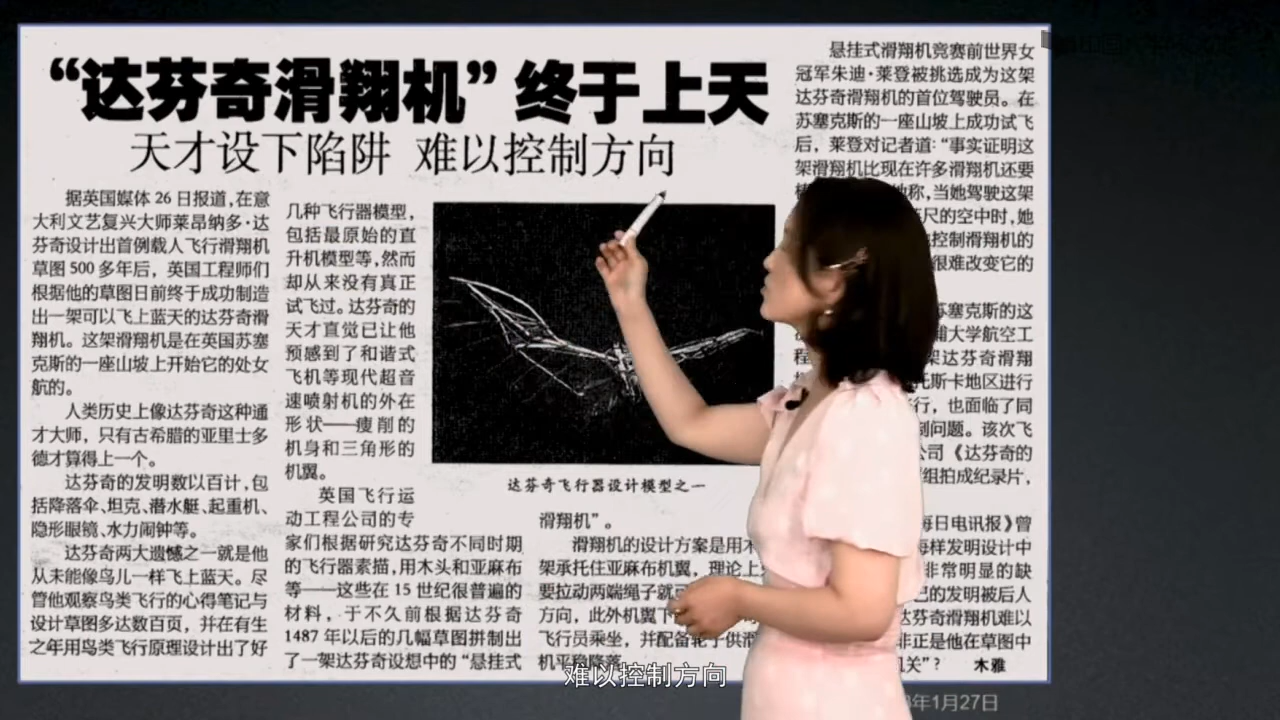 “达芬奇滑翔机”终于上天
天才设下陷阱 难以控制方向
据英国媒体 26 日报道，在意
大利文艺复兴大师莱昂纳多·达
芬奇设计出首例载人飞行滑翔机
草图 500 多年后，英国工程师们
根据他的草图日前终于成功制造
出一架可以飞上蓝天的达芬奇滑
翔机。这架滑翔机是在英国苏塞
克斯的一座山坡上开始它的处女
航的。
人类历史上像达芬奇这种通
才大师，只有古希腊的亚里士多
德才算得上一个。
达芬奇的发明数以百计，包
括降落伞、坦克、潜水艇、起重机、
隐形眼镜、水力闹钟等。
达芬奇两大遗憾之一就是他
从未能像鸟儿一样飞上蓝天。尽
管他观察鸟类飞行的心得笔记与
设计草图多达数百页，并在有生
之年用鸟类飞行原理设计出了好
几种飞行器模型，
包括最原始的直
升机模型等，然而
却从来没有真正
试飞过。达芬奇的
天才直觉已让他
预感到了和谐式
飞机等现代超音
速喷射机的外在
形状——瘦削的
机身和三角形的
机翼。
英国飞行运
动工程公司的专
家们根据研究达芬奇不同时期
的飞行器素描，用木头和亚麻布
等——这些在 15 世纪很普遍的
材料，于不久前根据达芬奇
1487 年以后的几幅草图拼制出
了一架达芬奇设想中的“悬挂式
达芬奇飞行器设计模型之一
滑翔机”。
滑翔机的设计方案是用木
架承托住亚麻布机翼，理论上
要拉动两端绳子就
方向，此外机翼下
飞行员乘坐，并配备轮子供滑
机平稳降落
悬挂式滑翔机竞赛前世界女
冠军朱迪·莱登被挑选成为这架
达芬奇滑翔机的首位驾驶员。在
苏塞克斯的一座山坡上成功试飞
后，莱登对记者道：“事实证明这
架滑翔机比现在许多滑翔机还要
她称，当她驾驶这架
尺的空中时，她
控制滑翔机的
很难改变它的
苏塞克斯的这
大学航空工
程
架达芬奇滑翔
托斯卡地区进行
行，也面临了同
问题。该次飞
公司《达芬奇的
组拍成纪录片，
每日电讯报》曾
每样发明设计中
非常明显的缺
己的发明被后人
达芬奇滑翔机难以
非正是他在草图中
机关”？ 木雅
难以控制方向
年1月27日